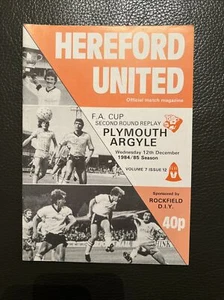 HEREFORD
UNITED
Official match magazine
F.A. CUP
SECOND ROUND REPLAY
PLYMOUTH
ARGYLE
Wednesday 12th December
1984/85 Season
VOLUME 7 ISSUE 12
Sponsored by
ROCKFIELD
D.I.Y.
40p